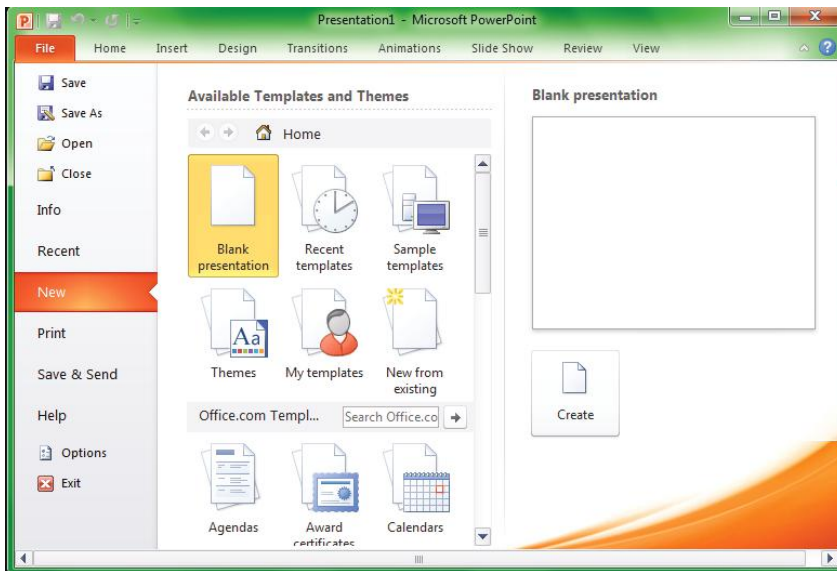 Presentation1 - Microsoft PowerPoint
File Home Insert Design Transitions Animations Slide Show Review View
Save
Save As
Open
Close
Info
Recent
New
Print
Save & Send
Help
Options
Exit
Available Templates and Themes
Home
Blank presentation
Recent templates
Sample templates
Aa
Themes
My templates
New from existing
Office.com Templ... Search Office.co
Agendas
Award certificates
Calendars
Blank presentation
Create